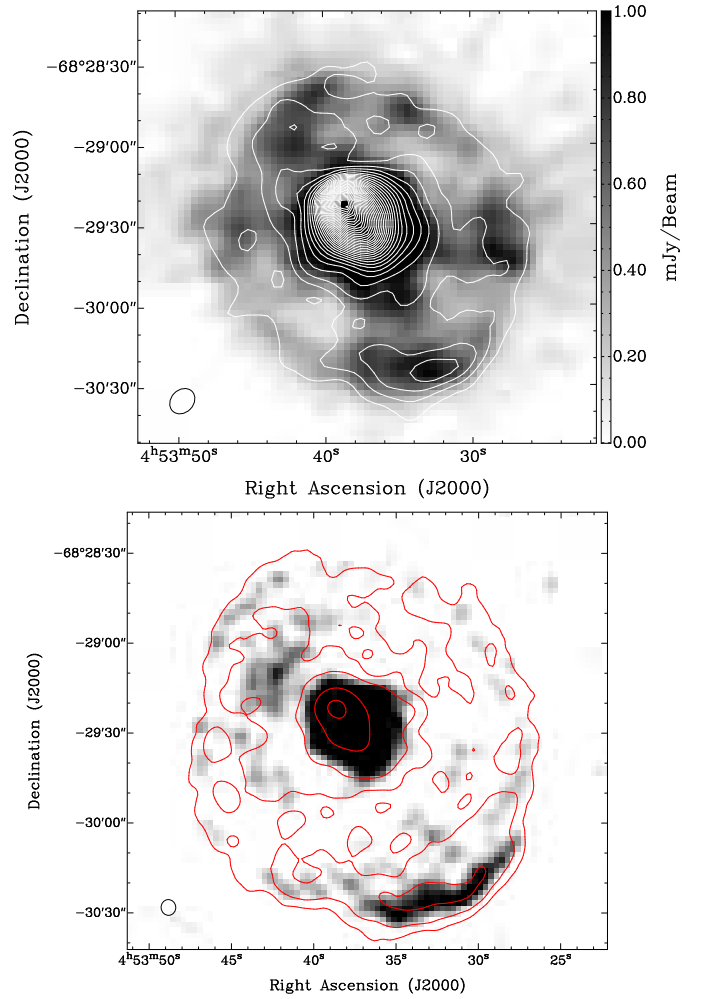 1.00
−68°28′30″
0.80
−29′00″
0.60
−29′30″
0.40
−30′00″
0.20
−30′30″
0.00
Declination (J2000)
mJy/Beam
4ʰ53ᵐ50ˢ 40ˢ 30ˢ
Right Ascension (J2000)
−68°28′30″
−29′00″
−29′30″
−30′00″
−30′30″
Declination (J2000)
4ʰ53ᵐ50ˢ 45ˢ 40ˢ 35ˢ 30ˢ 25ˢ
Right Ascension (J2000)